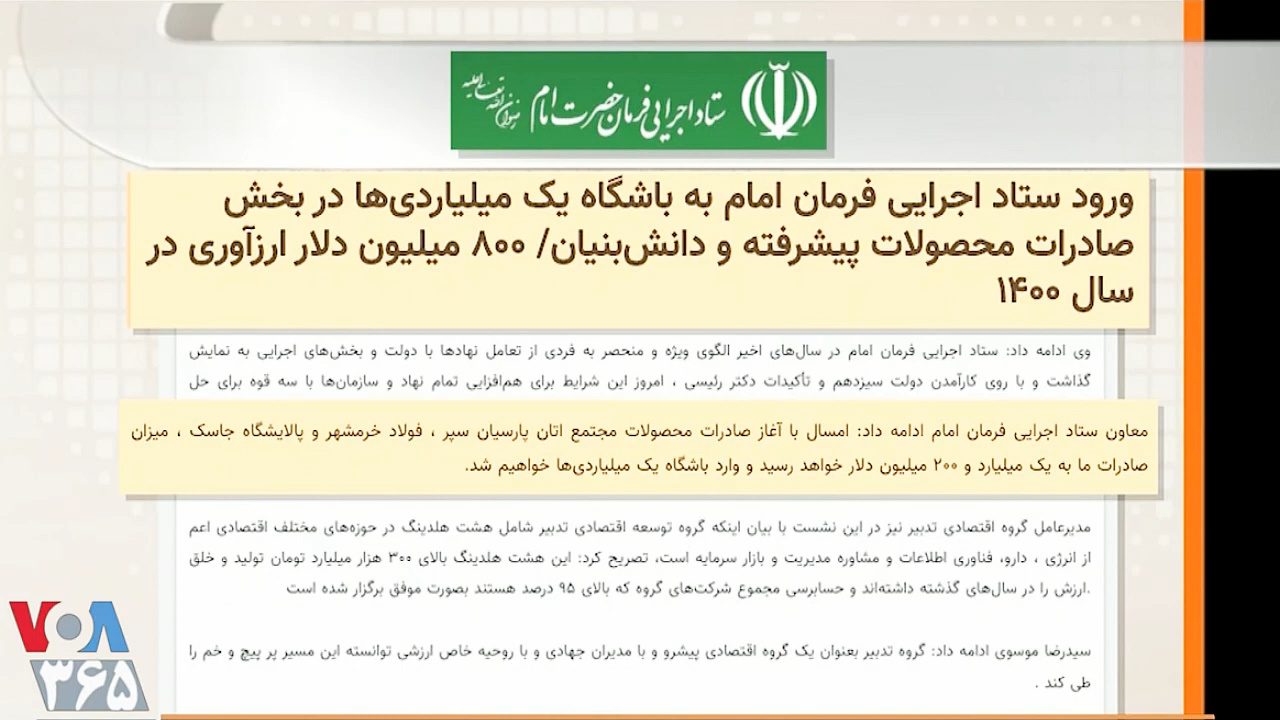 ستاد اجرایی فرمان حضرت امام
رضوان الله تعالی علیه
ورود ستاد اجرایی فرمان امام به باشگاه یک میلیاردی‌ها در بخش
صادرات محصولات پیشرفته و دانش‌بنیان/ ۸۰۰ میلیون دلار ارزآوری در
سال ۱۴۰۰
وی ادامه داد: ستاد اجرایی فرمان امام در سال‌های اخیر الگوی ویژه و منحصر به فردی از تعامل نهادها با دولت و بخش‌های اجرایی به نمایش
گذاشت و با روی کارآمدن دولت سیزدهم و تأکیدات دکتر رئیسی ، امروز این شرایط برای هم‌افزایی تمام نهاد و سازمان‌ها با سه قوه برای حل
معاون ستاد اجرایی فرمان امام ادامه داد: امسال با آغاز صادرات محصولات مجتمع اتان پارسیان سپر ، فولاد خرمشهر و پالایشگاه جاسک ، میزان
صادرات ما به یک میلیارد و ۲۰۰ میلیون دلار خواهد رسید و وارد باشگاه یک میلیاردی‌ها خواهیم شد.
مدیرعامل گروه اقتصادی تدبیر نیز در این نشست با بیان اینکه گروه توسعه اقتصادی تدبیر شامل هشت هلدینگ در حوزه‌های مختلف اقتصادی اعم
از انرژی ، دارو، فناوری اطلاعات و مشاوره مدیریت و بازار سرمایه است، تصریح کرد: این هشت هلدینگ بالای ۳۰۰ هزار میلیارد تومان تولید و خلق
.ارزش را در سال‌های گذشته داشته‌اند و حسابرسی مجموع شرکت‌های گروه که بالای ۹۵ درصد هستند بصورت موفق برگزار شده است
سیدرضا موسوی ادامه داد: گروه تدبیر بعنوان یک گروه اقتصادی پیشرو و با مدیران جهادی و با روحیه خاص ارزشی توانسته این مسیر پر پیچ و خم را
طی کند .
VOA
۳۶۵